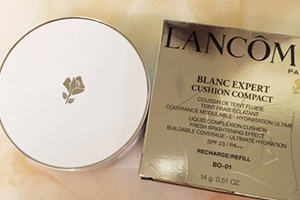 LANCÔM
PA
BLANC EXPERT
CUSHION COMPACT
COUSSIN DE TEINT FLUIDE
TEINT FRAIS ÉCLATANT
COUVRANCE MODULABLE - HYDRATATION ULTIME
LIQUID COMPLEXION CUSHION
FRESH BRIGHTENING EFFECT
BUILDABLE COVERAGE - ULTIMATE HYDRATION
SPF 23 / PA++
RECHARGE/REFILL
BO-01
14 g 0.51 OZ.